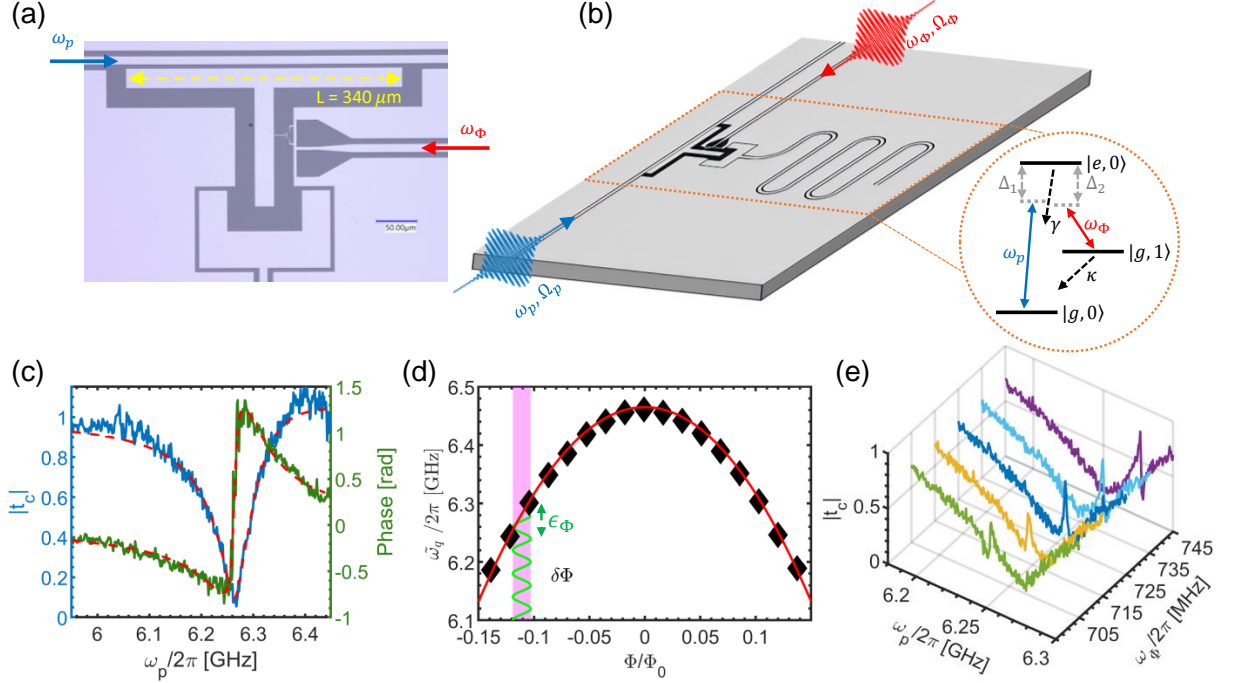 (a)
ω_p
L = 340 μm
ω_Φ
50.00μm
(b)
ω_Φ, Ω_Φ
ω_p, Ω_p
|e, 0⟩
Δ_1
Δ_2
γ
ω_Φ
ω_p
|g, 1⟩
κ
|g, 0⟩
(c)
|t_c|
1
0.8
0.6
0.4
0.2
0
1.5
1
0.5
0
-0.5
-1
Phase [rad]
6
6.1
6.2
6.3
6.4
ω_p/2π [GHz]
(d)
ω̃_q/2π [GHz]
6.5
6.4
6.3
6.2
6.1
ϵ_Φ
δΦ
-0.15
-0.1
-0.05
0
0.05
0.1
Φ/Φ_0
(e)
|t_c|
1
0.5
0
6.2
6.25
6.3
ω_p/2π [GHz]
705
715
725
735
745
ω_Φ/2π [MHz]